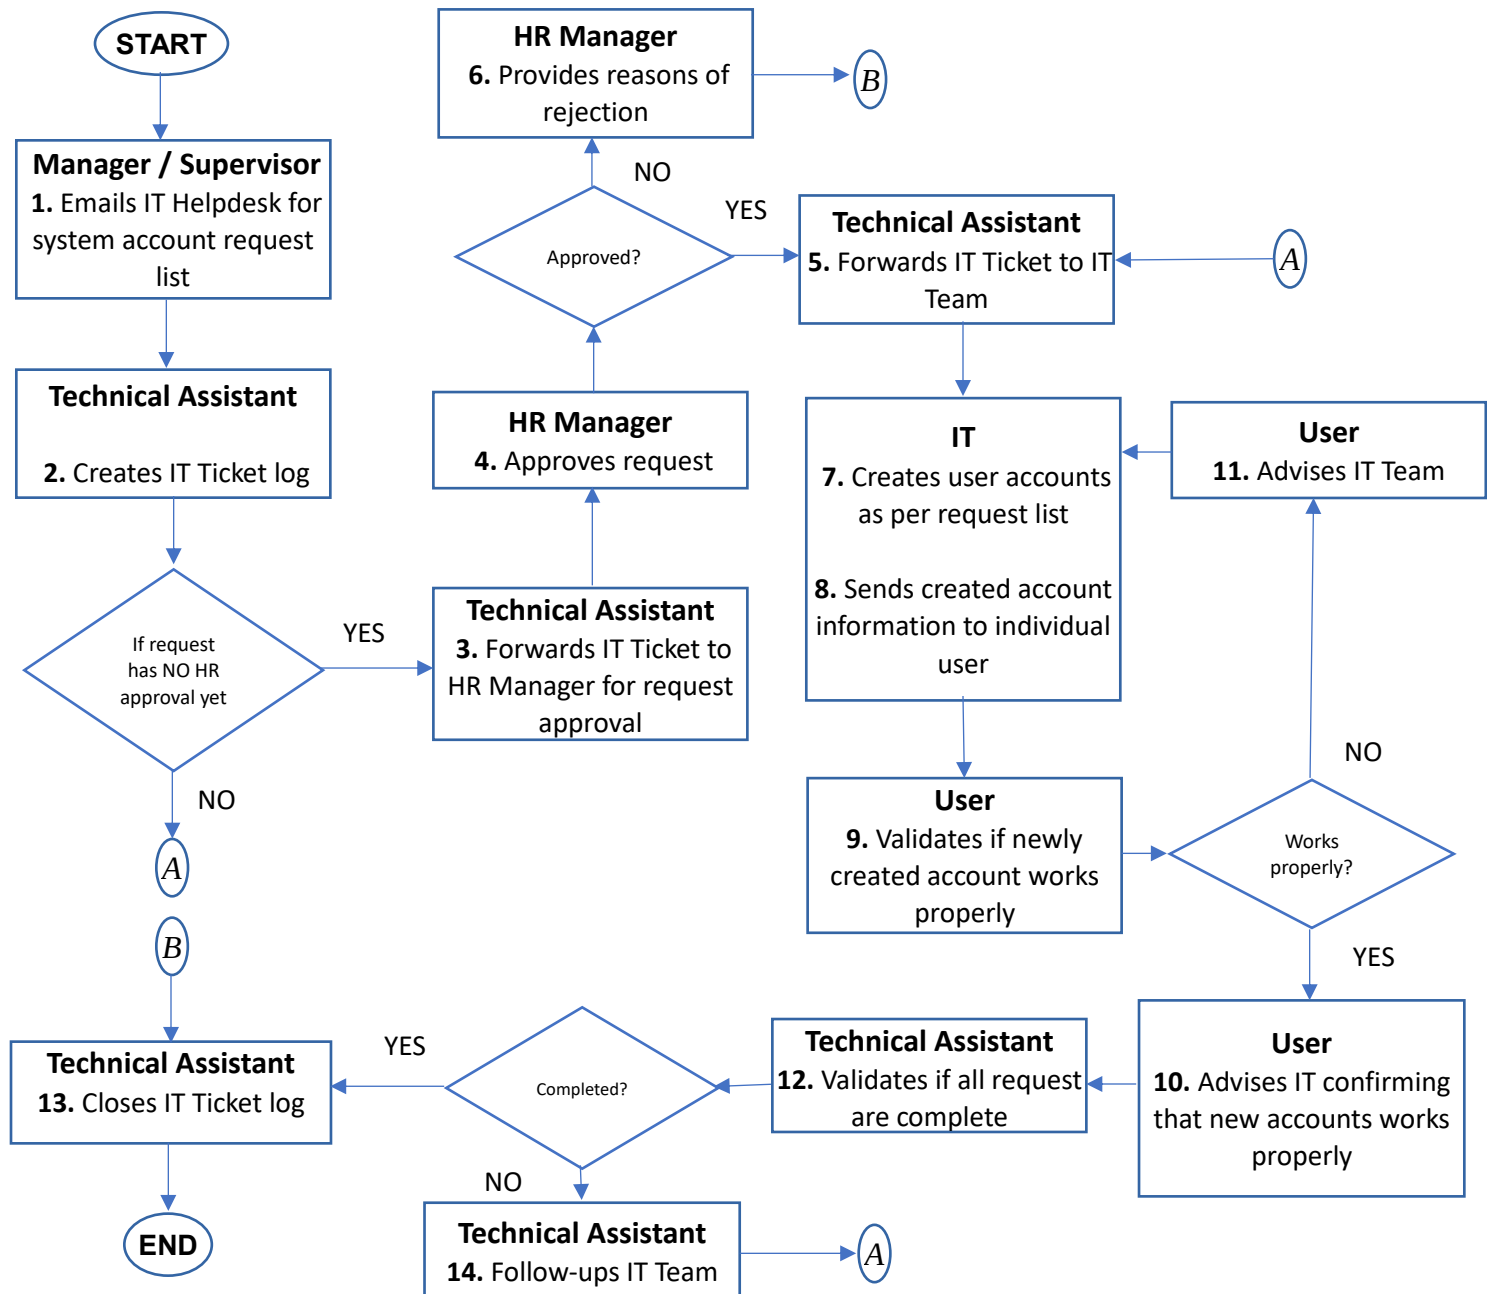 START
Manager / Supervisor
1. Emails IT Helpdesk for
system account request
list
Technical Assistant
2. Creates IT Ticket log
If request
has NO HR
approval yet
YES
NO
A
Technical Assistant
3. Forwards IT Ticket to
HR Manager for request
approval
HR Manager
4. Approves request
Approved?
NO
YES
HR Manager
6. Provides reasons of
rejection
B
Technical Assistant
5. Forwards IT Ticket to IT
Team
A
IT
7. Creates user accounts
as per request list
8. Sends created account
information to individual
user
User
11. Advises IT Team
User
9. Validates if newly
created account works
properly
Works
properly?
NO
YES
User
10. Advises IT confirming
that new accounts works
properly
Technical Assistant
12. Validates if all request
are complete
Completed?
YES
NO
Technical Assistant
14. Follow-ups IT Team
A
B
Technical Assistant
13. Closes IT Ticket log
END